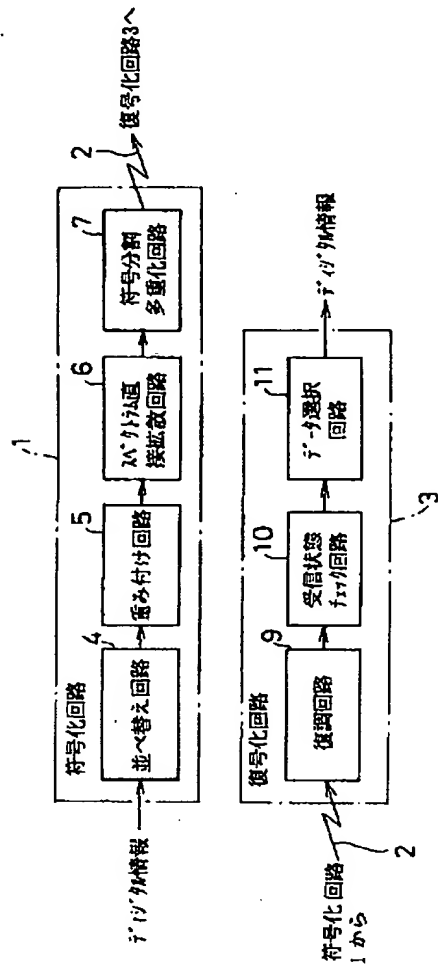 1
符号化回路
ディジタル情報
4
並べ替え回路
5
重み付け回路
6
スペクトラム直
接拡散回路
7
符号分割
多重化回路
2
復号化回路3へ
復号化回路
符号化回路
1から
2
9
復調回路
10
受信状態
チェック回路
11
データ選択
回路
ディジタル情報
3